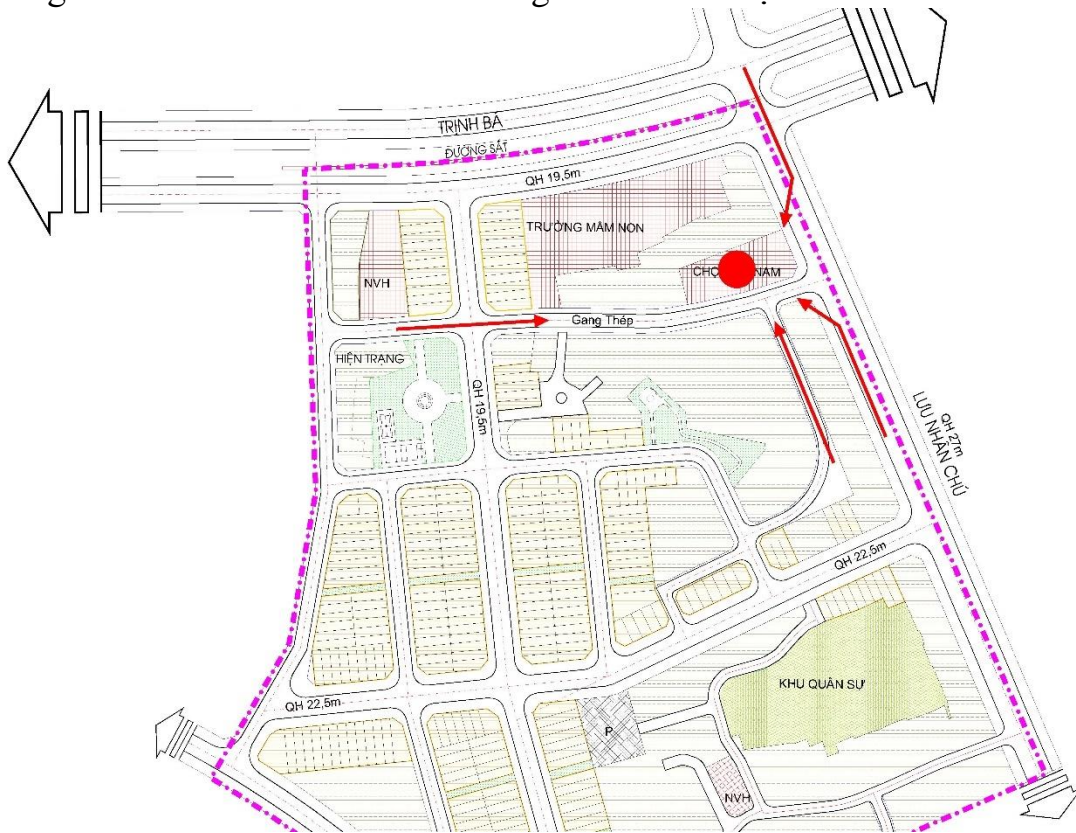 TRỊNH BÁ
ĐƯỜNG SẮT
QH 19,5m
TRƯỜNG MẦM NON
NVH
NAM
Gang Thép
HIỆN TRẠNG
QH 19,5m
QH 27m
LƯU NHÂN CHÚ
QH 22,5m
KHU QUÂN SỰ
QH 22,5m
P
NVH